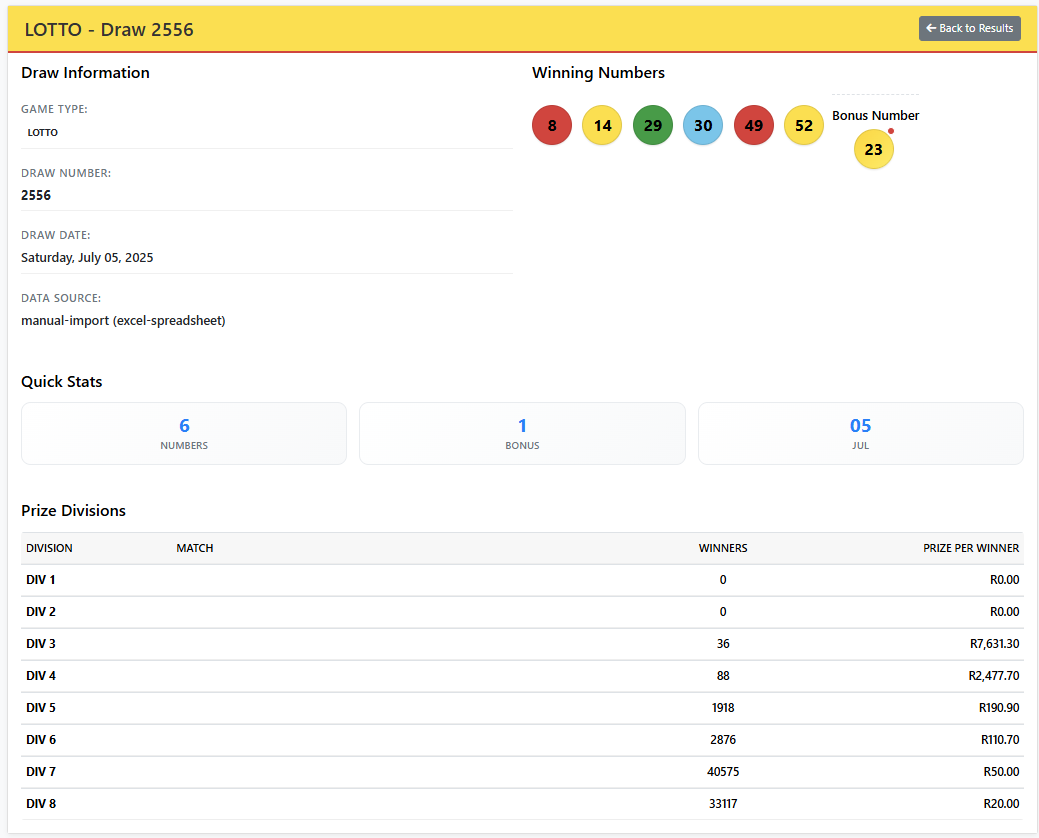 LOTTO - Draw 2556
← Back to Results
Draw Information
GAME TYPE:
LOTTO
DRAW NUMBER:
2556
DRAW DATE:
Saturday, July 05, 2025
DATA SOURCE:
manual-import (excel-spreadsheet)
Winning Numbers
8 14 29 30 49 52
Bonus Number
23
Quick Stats
6
NUMBERS
1
BONUS
05
JUL
Prize Divisions
DIVISION MATCH WINNERS PRIZE PER WINNER
DIV 1 0 R0.00
DIV 2 0 R0.00
DIV 3 36 R7,631.30
DIV 4 88 R2,477.70
DIV 5 1918 R190.90
DIV 6 2876 R110.70
DIV 7 40575 R50.00
DIV 8 33117 R20.00